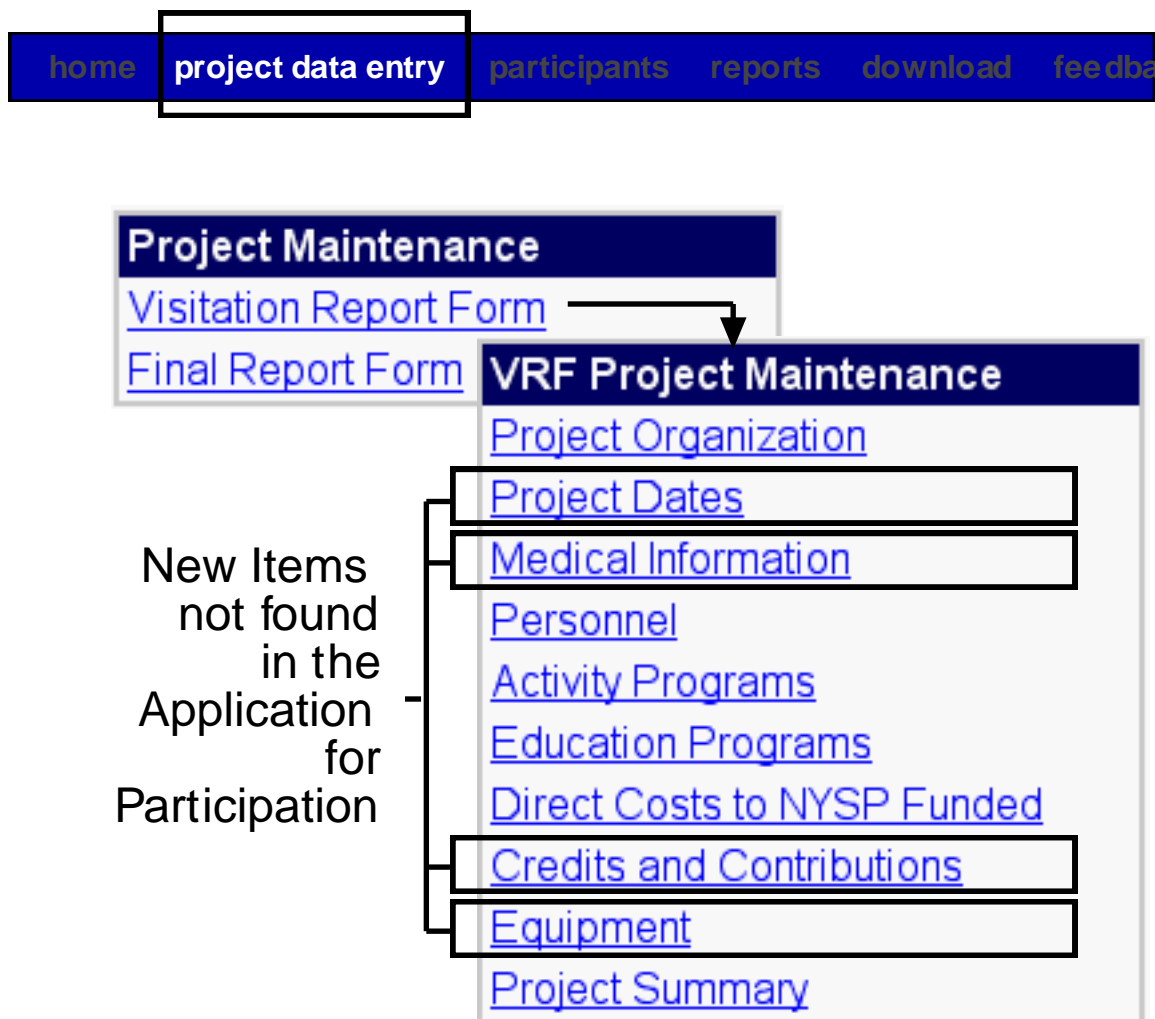 home project data entry participants reports download feedba
Project Maintenance
Visitation Report Form
Final Report Form
VRF Project Maintenance
Project Organization
Project Dates
Medical Information
Personnel
Activity Programs
Education Programs
Direct Costs to NYSP Funded
Credits and Contributions
Equipment
Project Summary
New Items
not found
in the
Application
for
Participation